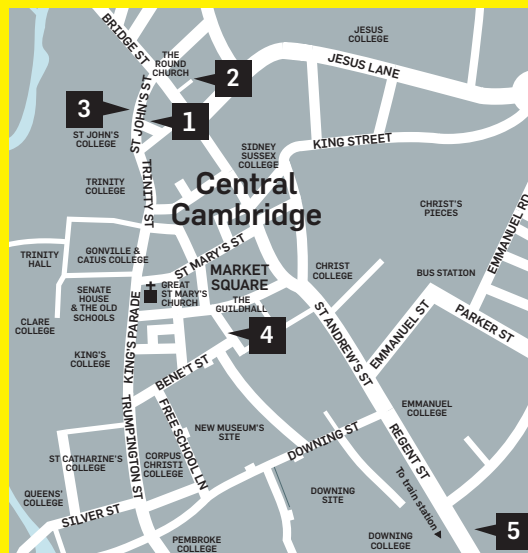 BRIDGE ST
THE
ROUND
CHURCH
JESUS
COLLEGE
JESUS LANE
2
3
1
ST JOHN'S ST
ST JOHN'S
COLLEGE
KING STREET
SIDNEY
SUSSEX
COLLEGE
TRINITY
COLLEGE
TRINITY ST
Central
Cambridge
CHRIST'S
PIECES
EMMANUEL RD
TRINITY
HALL
GONVILLE &
CAIUS COLLEGE
ST MARY'S ST
MARKET
SQUARE
CHRIST
COLLEGE
BUS STATION
SENATE
HOUSE
& THE OLD
SCHOOLS
GREAT
ST MARY'S
CHURCH
THE
GUILDHALL
CLARE
COLLEGE
KING'S PARADE
ST ANDREW'S ST
EMMANUEL ST
PARKER ST
4
KING'S
COLLEGE
BENE'T ST
EMMANUEL
COLLEGE
TRUMPINGTON ST
FREE SCHOOL LN
NEW MUSEUM'S
SITE
DOWNING ST
REGENT ST
ST CATHARINE'S
COLLEGE
CORPUS
CHRISTI
COLLEGE
To train station
QUEENS'
COLLEGE
SILVER ST
DOWNING
SITE
5
PEMBROKE
COLLEGE
DOWNING
COLLEGE